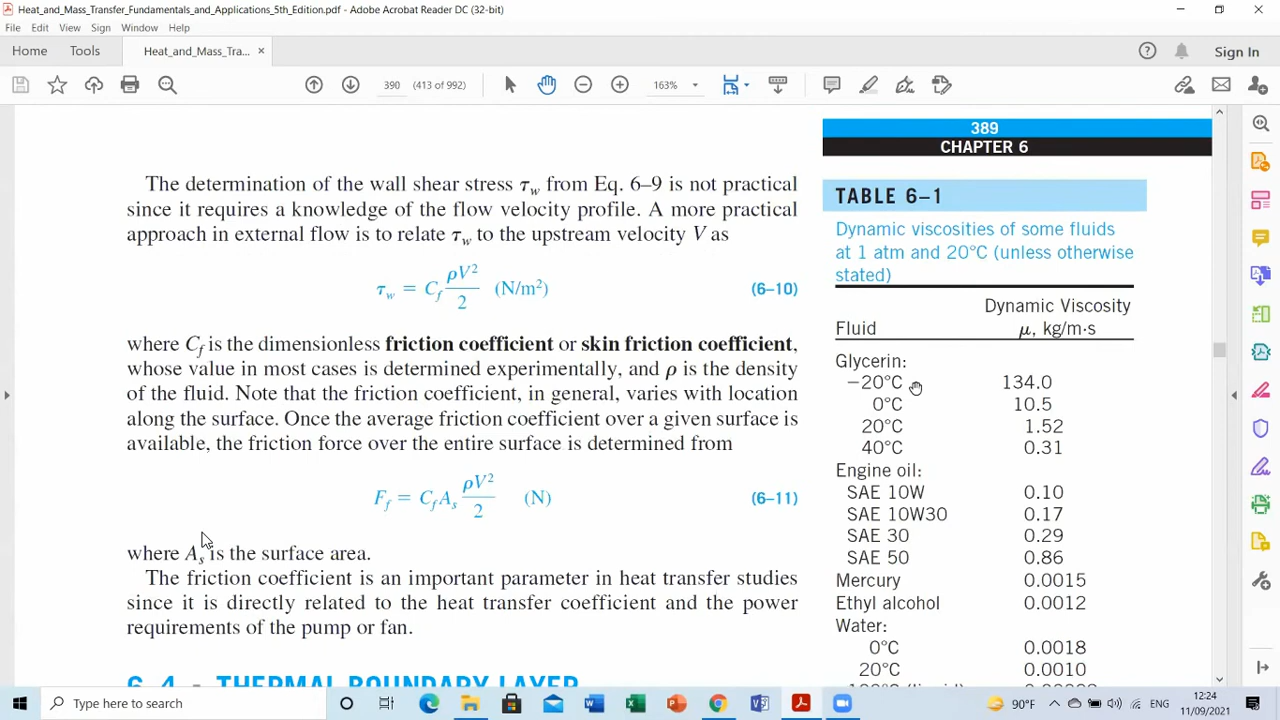 Heat_and_Mass_Transfer_Fundamentals_and_Applications_5th_Edition.pdf - Adobe Acrobat Reader DC (32-bit)
File Edit View Sign Window Help
Home Tools Heat_and_Mass_Tra... × Sign In
390 (413 of 992) 163%
389
CHAPTER 6
The determination of the wall shear stress τw from Eq. 6–9 is not practical
since it requires a knowledge of the flow velocity profile. A more practical
approach in external flow is to relate τw to the upstream velocity V as
τw = Cf ρV²/2 (N/m²) (6–10)
where Cf is the dimensionless friction coefficient or skin friction coefficient,
whose value in most cases is determined experimentally, and ρ is the density
of the fluid. Note that the friction coefficient, in general, varies with location
along the surface. Once the average friction coefficient over a given surface is
available, the friction force over the entire surface is determined from
Ff = CfAs ρV²/2 (N) (6–11)
where As is the surface area.
The friction coefficient is an important parameter in heat transfer studies
since it is directly related to the heat transfer coefficient and the power
requirements of the pump or fan.
6–4 THERMAL BOUNDARY LAYER
TABLE 6–1
Dynamic viscosities of some fluids
at 1 atm and 20°C (unless otherwise
stated)
Dynamic Viscosity
Fluid μ, kg/m·s
Glycerin:
−20°C 134.0
0°C 10.5
20°C 1.52
40°C 0.31
Engine oil:
SAE 10W 0.10
SAE 10W30 0.17
SAE 30 0.29
SAE 50 0.86
Mercury 0.0015
Ethyl alcohol 0.0012
Water:
0°C 0.0018
20°C 0.0010
Type here to search
90°F
12:24
11/09/2021